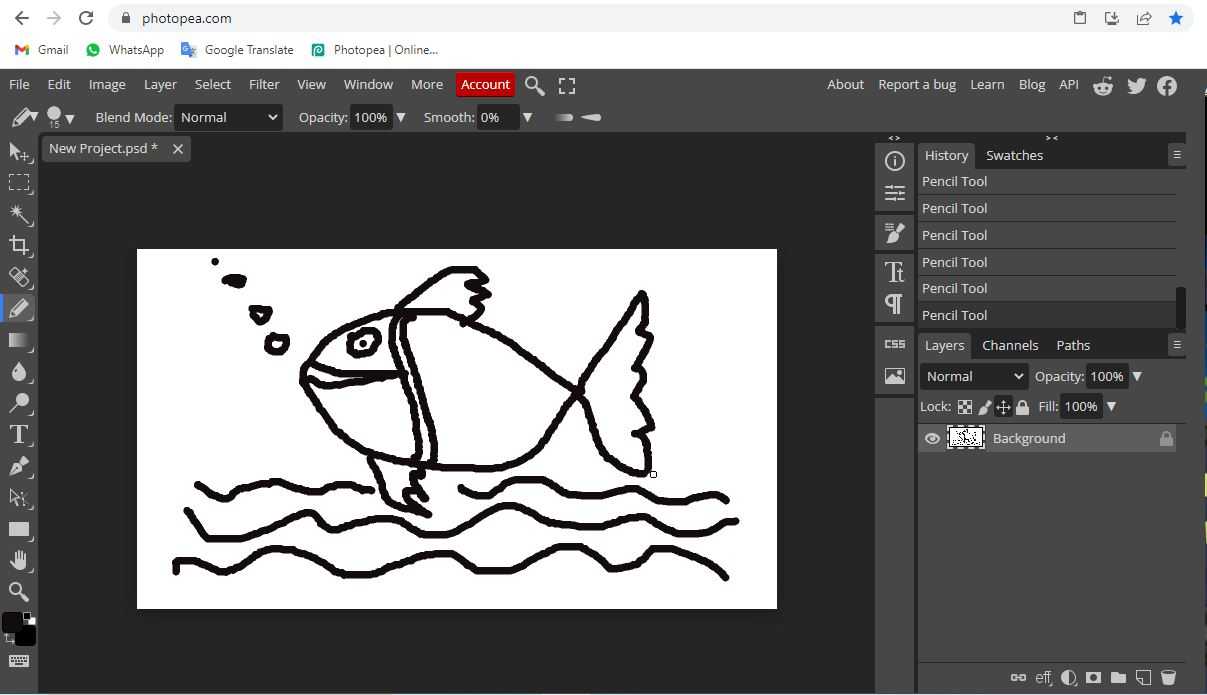 photopea.com
Gmail WhatsApp Google Translate Photopea | Online...
File Edit Image Layer Select Filter View Window More Account About Report a bug Learn Blog API
15 Blend Mode: Normal Opacity: 100% Smooth: 0%
New Project.psd *
< > > <
History Swatches
Pencil Tool
Pencil Tool
Pencil Tool
Pencil Tool
Pencil Tool
Pencil Tool
CSS
Layers Channels Paths
Normal Opacity: 100%
Lock: Fill: 100%
Background
eff